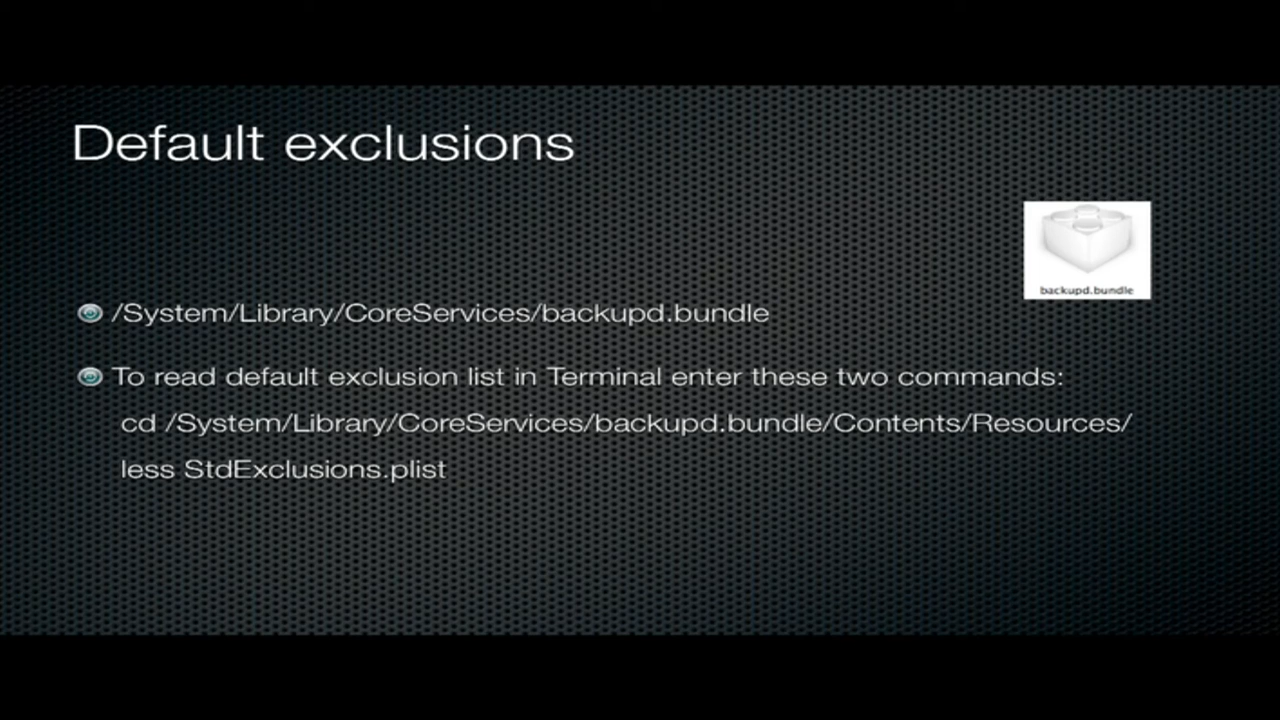 Default exclusions
backupd.bundle
/System/Library/CoreServices/backupd.bundle
To read default exclusion list in Terminal enter these two commands:
cd /System/Library/CoreServices/backupd.bundle/Contents/Resources/
less StdExclusions.plist